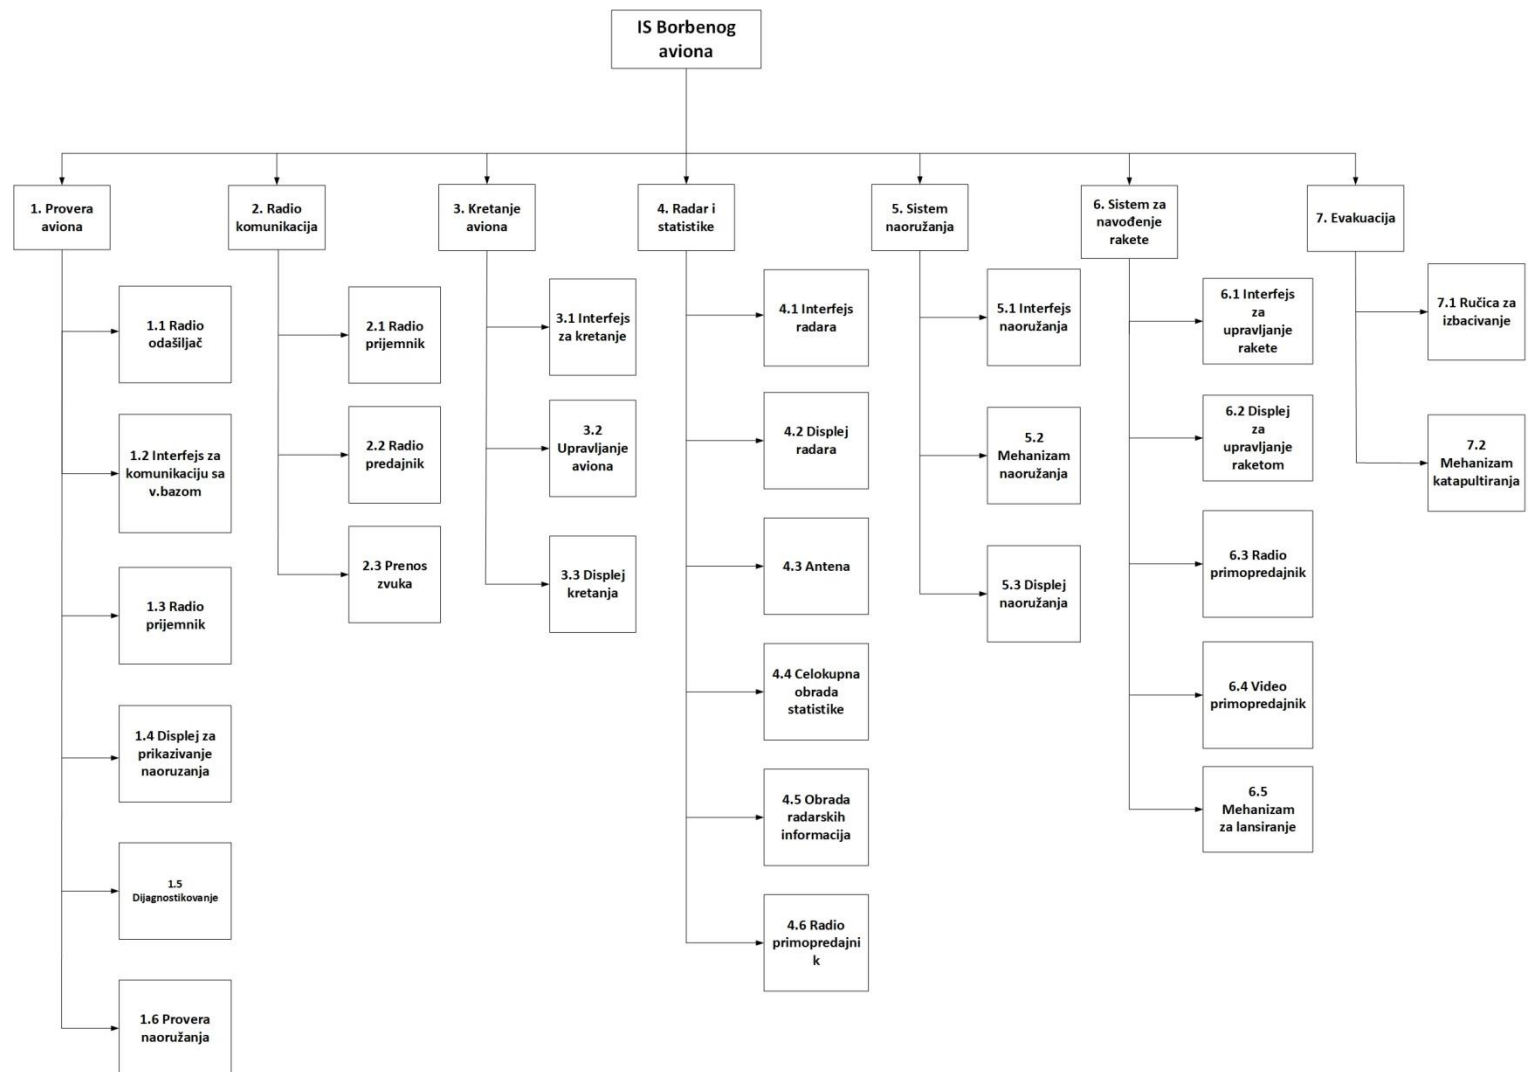 IS Borbenog
aviona
1. Provera
aviona
2. Radio
komunikacija
3. Kretanje
aviona
4. Radar i
statistike
5. Sistem
naoružanja
6. Sistem za
navođenje
rakete
7. Evakuacija
1.1 Radio
odašiljač
1.2 Interfejs za
komunikaciju sa
v.bazom
1.3 Radio
prijemnik
1.4 Displej za
prikazivanje
naoruzanja
1.5
Dijagnostikovanje
1.6 Provera
naoružanja
2.1 Radio
prijemnik
2.2 Radio
predajnik
2.3 Prenos
zvuka
3.1 Interfejs
za kretanje
3.2
Upravljanje
aviona
3.3 Displej
kretanja
4.1 Interfejs
radara
4.2 Displej
radara
4.3 Antena
4.4 Celokupna
obrada
statistike
4.5 Obrada
radarskih
informacija
4.6 Radio
primopredajni
k
5.1 Interfejs
naoružanja
5.2
Mehanizam
naoružanja
5.3 Displej
naoružanja
6.1 Interfejs
za
upravljanje
rakete
6.2 Displej
za
upravljanje
raketom
6.3 Radio
primopredajnik
6.4 Video
primopredajnik
6.5
Mehanizam
za lansiranje
7.1 Ručica za
izbacivanje
7.2
Mehanizam
katapultiranja